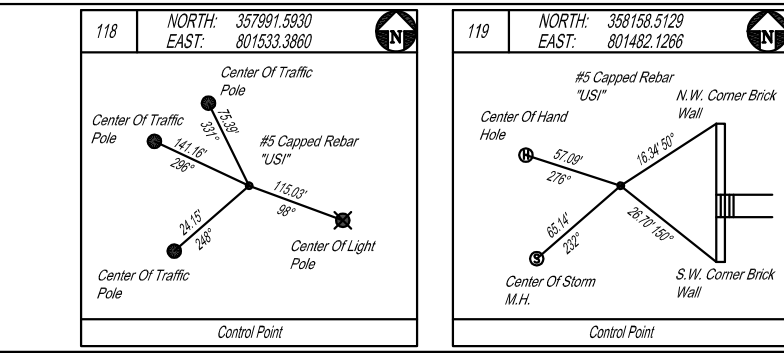 118
NORTH: 357991.5930
EAST: 801533.3860
N
Center Of Traffic
Pole
75.39'
331°
Center Of Traffic
Pole
141.16'
296°
#5 Capped Rebar
"USI"
115.03'
98°
24.15'
248°
Center Of Light
Pole
Center Of Traffic
Pole
Control Point
119
NORTH: 358158.5129
EAST: 801482.1266
N
#5 Capped Rebar
"USI"
N.W. Corner Brick
Wall
Center Of Hand
Hole
H
57.09'
276°
16.34' 50°
65.14'
232°
26.70' 150°
S
Center Of Storm
M.H.
S.W. Corner Brick
Wall
Control Point